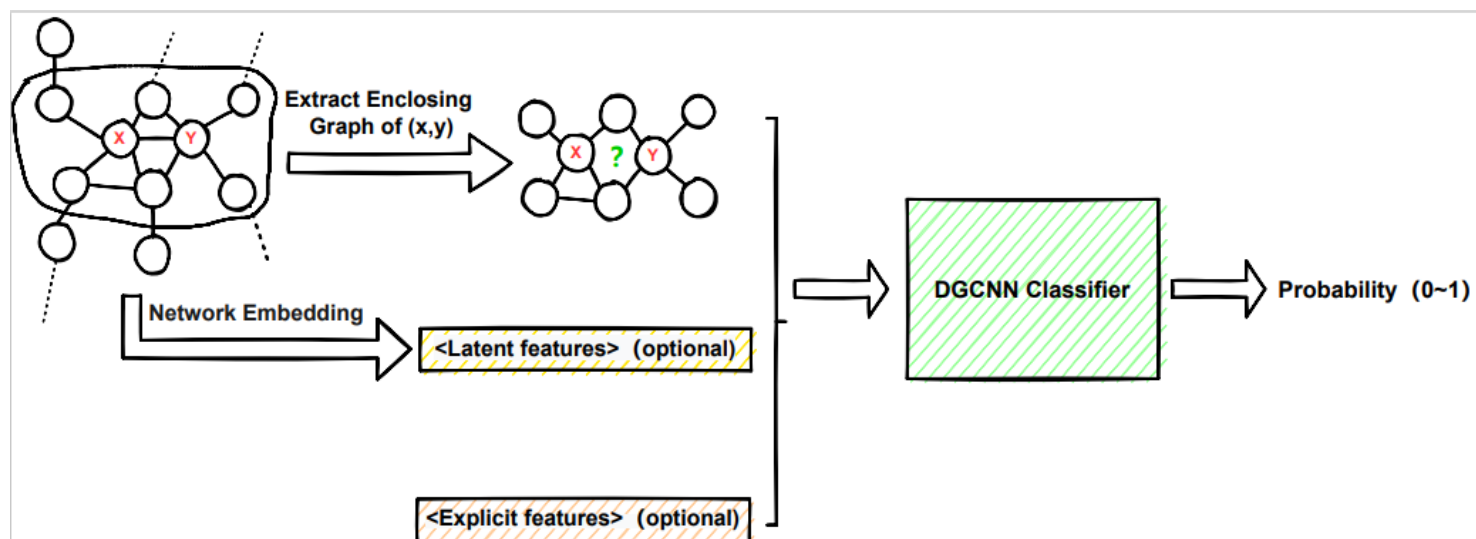 Extract Enclosing
Graph of (x,y)
X
Y
X
?
Y
DGCNN Classifier
Probability (0~1)
Network Embedding
<Latent features> (optional)
<Explicit features> (optional)